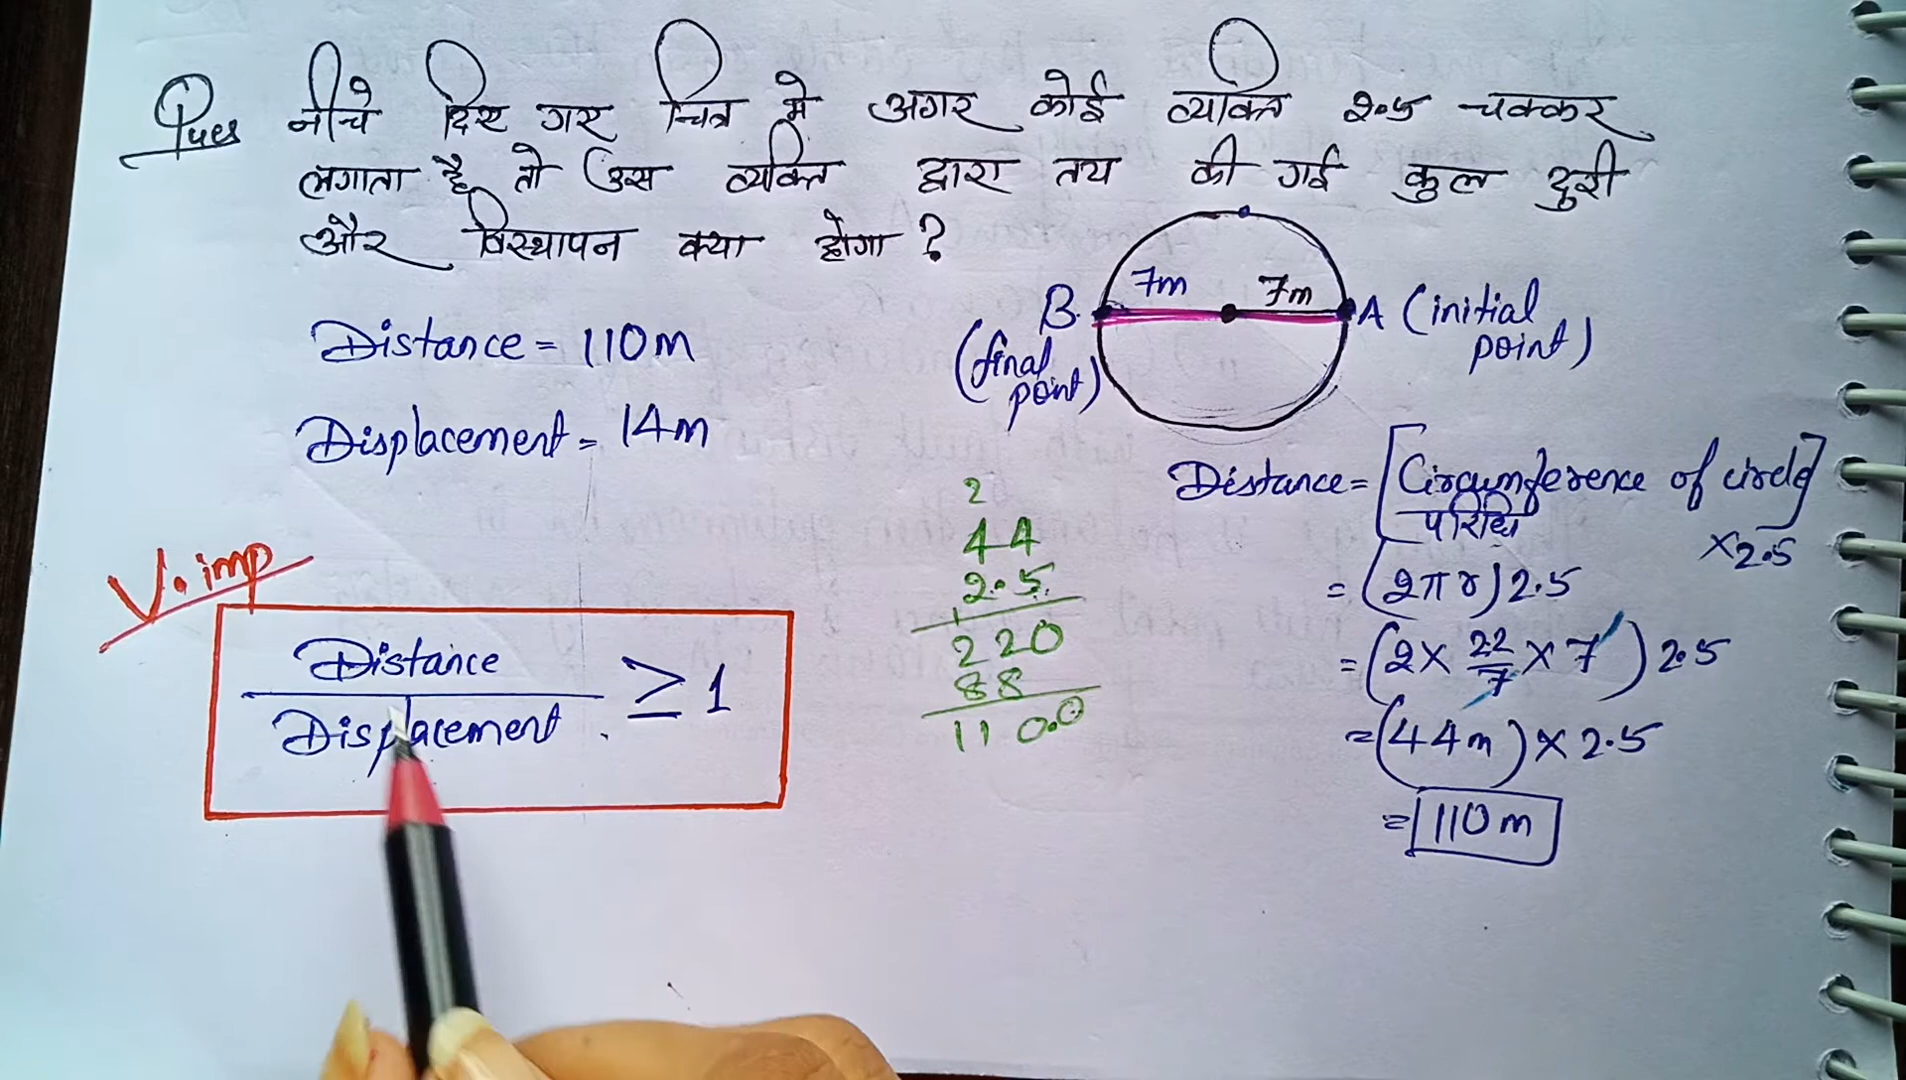 Ques नीचे दिए गए चित्र मे अगर कोई व्यक्ति 2.5 चक्कर
लगाता है तो उस व्यक्ति द्वारा तय की गई कुल दुरी
और विस्थापन क्या होगा ?
7m 7m
B A (initial point)
(final point)
Distance = 110m
Displacement = 14m
Distance = [Circumference of circle] × 2.5
परिधि
= (2πr) 2.5
= (2 × 22/7 × 7) 2.5
= (44m) × 2.5
= 110m
2
44
2.5
1
220
88
110.0
V. imp
Distance
Displacement
≥ 1